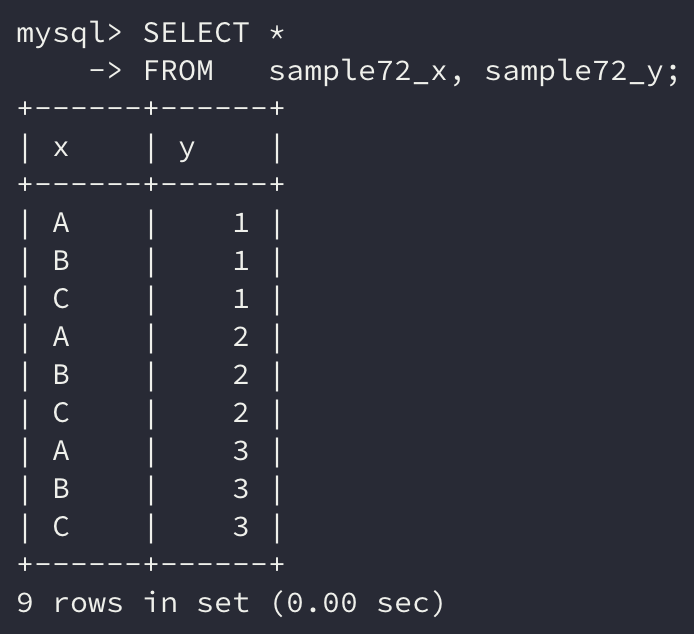 mysql> SELECT *
    -> FROM   sample72_x, sample72_y;
+------+------+
| x    | y    |
+------+------+
| A    |    1 |
| B    |    1 |
| C    |    1 |
| A    |    2 |
| B    |    2 |
| C    |    2 |
| A    |    3 |
| B    |    3 |
| C    |    3 |
+------+------+
9 rows in set (0.00 sec)